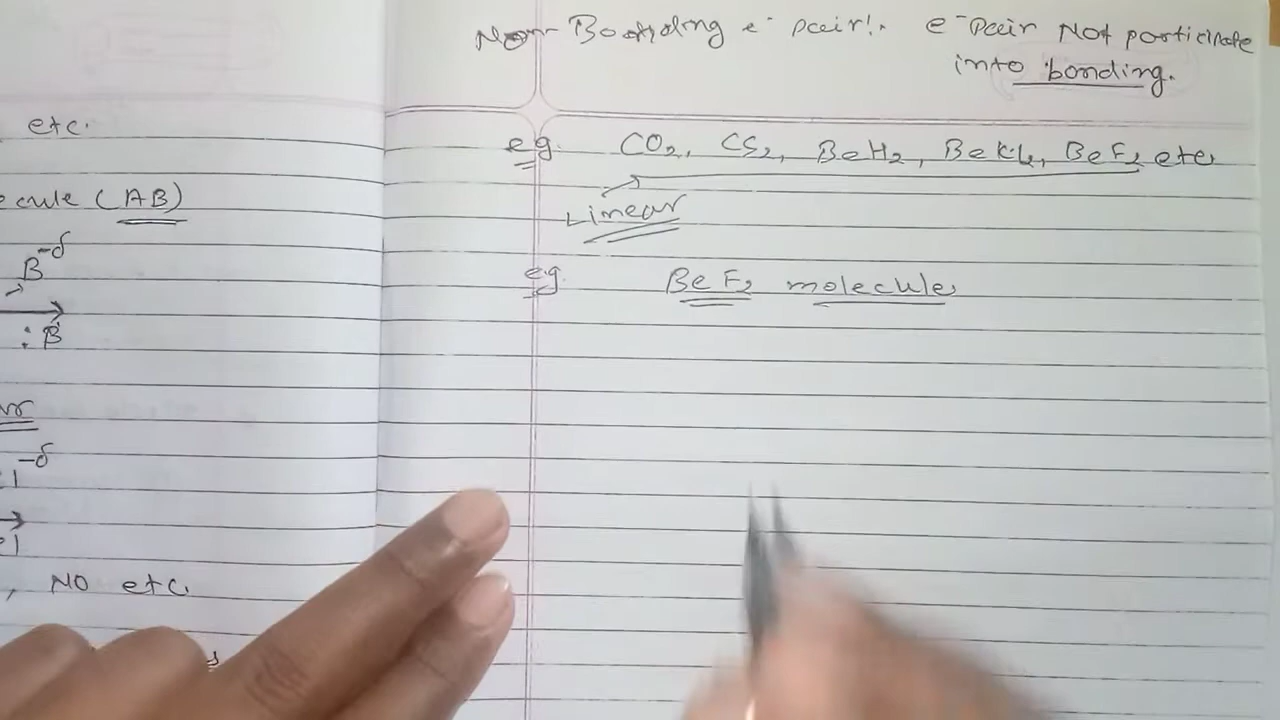 Non-Bonding e⁻ pair!. e⁻pair Not participate
into bonding.
etc.
eg. CO₂, CS₂, BeH₂, BeCl₂, BeF₂ etc
cule (AB)
Linear
B⁻δ
eg. BeF₂ molecule
: B
-δ
, NO etc.